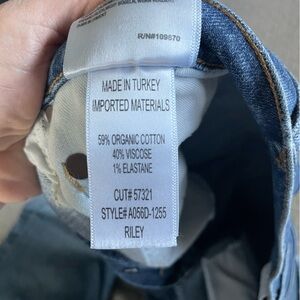 RN#109870
MADE IN TURKEY
IMPORTED MATERIALS
59% ORGANIC COTTON
40% VISCOSE
1% ELASTANE
CUT# 57321
STYLE# A056D-1255
RILEY